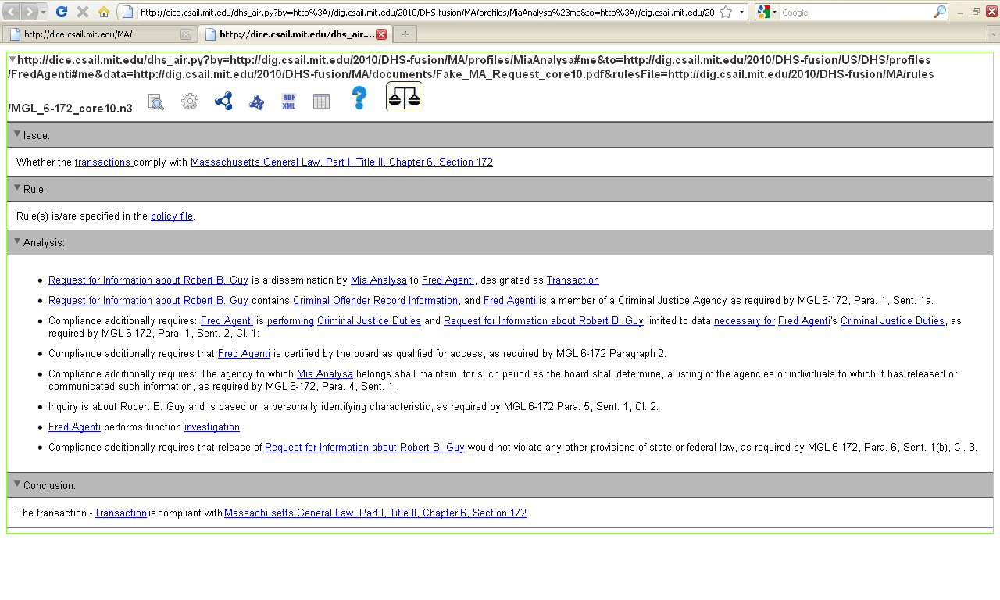 http://dice.csail.mit.edu/dhs_air.py?by=http%3A//dig.csail.mit.edu/2010/DHS-fusion/MA/profiles/MiaAnalysa%23me&to=http%3A//dig.csail.mit.edu/20
Google
http://dice.csail.mit.edu/MA/
http://dice.csail.mit.edu/dhs_air....
http://dice.csail.mit.edu/dhs_air.py?by=http://dig.csail.mit.edu/2010/DHS-fusion/MA/profiles/MiaAnalysa#me&to=http://dig.csail.mit.edu/2010/DHS-fusion/US/DHS/profiles
/FredAgenti#me&data=http://dig.csail.mit.edu/2010/DHS-fusion/MA/documents/Fake_MA_Request_core10.pdf&rulesFile=http://dig.csail.mit.edu/2010/DHS-fusion/MA/rules
/MGL_6-172_core10.n3
RDF
XML
Issue:
Whether the transactions comply with Massachusetts General Law, Part I, Title II, Chapter 6, Section 172
Rule:
Rule(s) is/are specified in the policy file.
Analysis:
Request for Information about Robert B. Guy is a dissemination by Mia Analysa to Fred Agenti, designated as Transaction
Request for Information about Robert B. Guy contains Criminal Offender Record Information, and Fred Agenti is a member of a Criminal Justice Agency as required by MGL 6-172, Para. 1, Sent. 1a.
Compliance additionally requires: Fred Agenti is performing Criminal Justice Duties and Request for Information about Robert B. Guy limited to data necessary for Fred Agenti's Criminal Justice Duties, as
required by MGL 6-172, Para. 1, Sent. 2, Cl. 1:
Compliance additionally requires that Fred Agenti is certified by the board as qualified for access, as required by MGL 6-172 Paragraph 2.
Compliance additionally requires: The agency to which Mia Analysa belongs shall maintain, for such period as the board shall determine, a listing of the agencies or individuals to which it has released or
communicated such information, as required by MGL 6-172, Para. 4, Sent. 1.
Inquiry is about Robert B. Guy and is based on a personally identifying characteristic, as required by MGL 6-172 Para. 5, Sent. 1, Cl. 2.
Fred Agenti performs function investigation.
Compliance additionally requires that release of Request for Information about Robert B. Guy would not violate any other provisions of state or federal law, as required by MGL 6-172, Para. 6, Sent. 1(b), Cl. 3.
Conclusion:
The transaction - Transaction is compliant with Massachusetts General Law, Part I, Title II, Chapter 6, Section 172